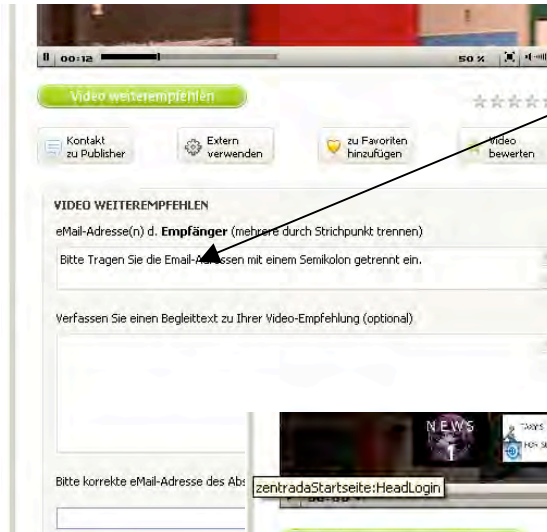 00:12
50 %
Video weiterempfehlen
Kontakt
zu Publisher
Extern
verwenden
zu Favoriten
hinzufügen
Video
bewerten
VIDEO WEITEREMPFEHLEN
eMail-Adresse(n) d. Empfänger (mehrere durch Strichpunkt trennen)
Bitte Tragen Sie die Email-Adressen mit einem Semikolon getrennt ein.
Verfassen Sie einen Begleittext zu Ihrer Video-Empfehlung (optional)
NEWS
1
FOR
Bitte korrekte eMail-Adresse des Abs
zentradaStartseite:HeadLogin